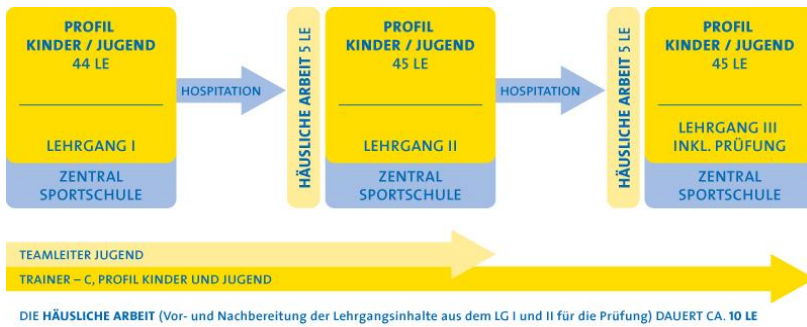 PROFIL
KINDER / JUGEND
44 LE
LEHRGANG I
ZENTRAL
SPORTSCHULE
HOSPITATION
HÄUSLICHE ARBEIT 5 LE
PROFIL
KINDER / JUGEND
45 LE
LEHRGANG II
ZENTRAL
SPORTSCHULE
HOSPITATION
HÄUSLICHE ARBEIT 5 LE
PROFIL
KINDER / JUGEND
45 LE
LEHRGANG III
INKL. PRÜFUNG
ZENTRAL
SPORTSCHULE
TEAMLEITER JUGEND
TRAINER – C, PROFIL KINDER UND JUGEND
DIE HÄUSLICHE ARBEIT (Vor- und Nachbereitung der Lehrgangsinhalte aus dem LG I und II für die Prüfung) DAUERT CA. 10 LE